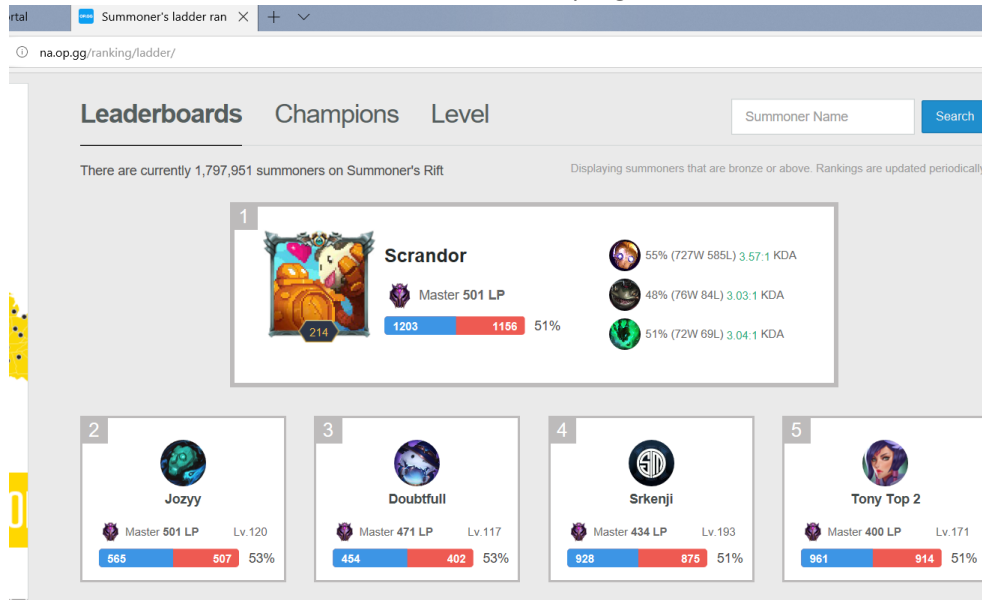 rtal
Summoner's ladder ran
na.op.gg/ranking/ladder/
Leaderboards Champions Level
Summoner Name Search
There are currently 1,797,951 summoners on Summoner's Rift
Displaying summoners that are bronze or above. Rankings are updated periodically
1
Scrandor
Master 501 LP
1203 1156 51%
214
55% (727W 585L) 3.57:1 KDA
48% (76W 84L) 3.03:1 KDA
51% (72W 69L) 3.04:1 KDA
2
Jozyy
Master 501 LP Lv.120
565 507 53%
3
Doubtfull
Master 471 LP Lv.117
454 402 53%
4
Srkenji
Master 434 LP Lv.193
928 875 51%
5
Tony Top 2
Master 400 LP Lv.171
961 914 51%